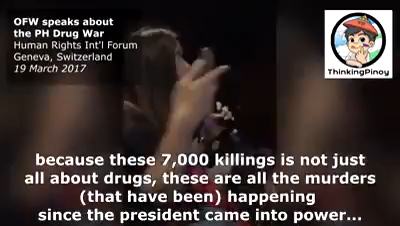 OFW speaks about
the PH Drug War
Human Rights Int'l Forum
Geneva, Switzerland
19 March 2017
ThinkingPinoy
because these 7,000 killings is not just
all about drugs, these are all the murders
(that have been) happening
since the president came into power...